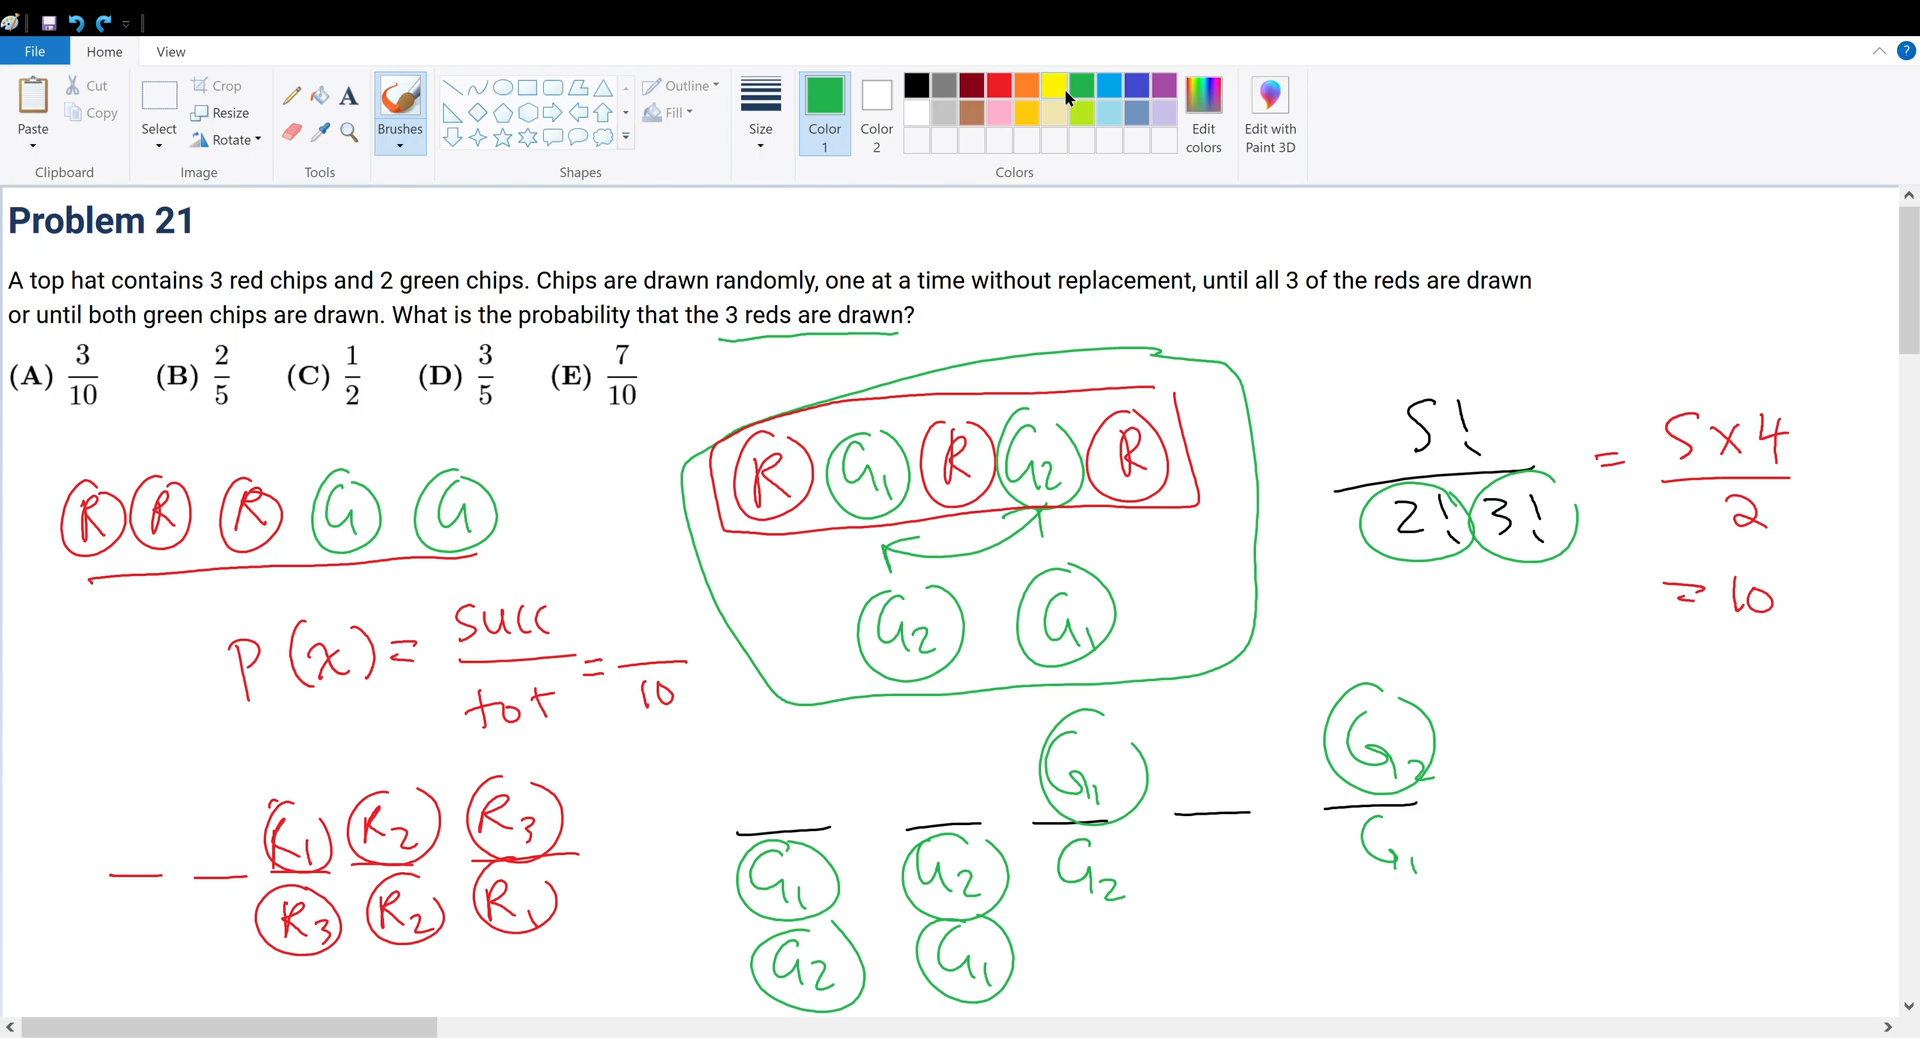 File Home View
Paste
Cut
Copy
Clipboard
Select
Crop
Resize
Rotate
Image
A
Tools
Brushes
Shapes
Outline
Fill
Size
Color
1
Color
2
Edit
colors
Colors
Edit with
Paint 3D
?
Problem 21
A top hat contains 3 red chips and 2 green chips. Chips are drawn randomly, one at a time without replacement, until all 3 of the reds are drawn
or until both green chips are drawn. What is the probability that the 3 reds are drawn?
(A) 3/10 (B) 2/5 (C) 1/2 (D) 3/5 (E) 7/10
R G1 R G2 R
5! / 2! 3! = 5 x 4 / 2
= 10
R R R G G
G2 G1
P (x) = succ / tot = / 10
R1 R2 R3
R3 R2 R1
G1 G2
G1 G2 G2 G1
G2 G1